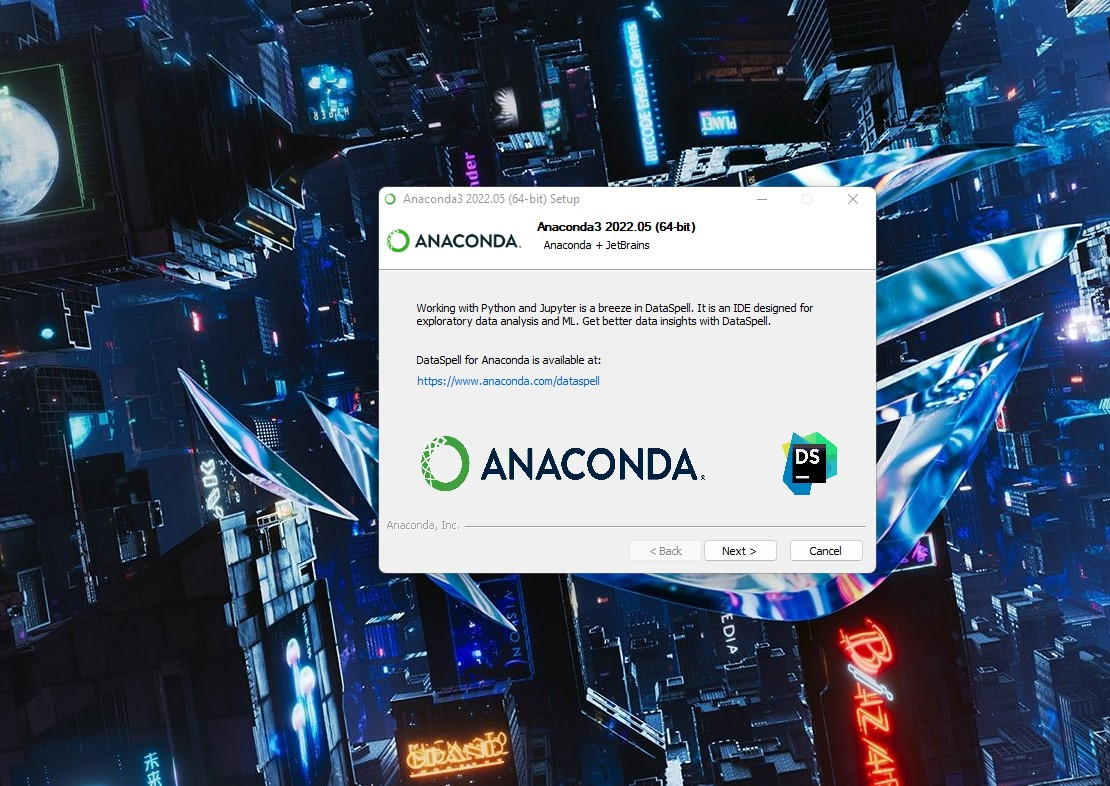 BITCODE English Centers
PLANET
Anaconda3 2022.05 (64-bit) Setup
ANACONDA.
Anaconda3 2022.05 (64-bit)
Anaconda + JetBrains
Working with Python and Jupyter is a breeze in DataSpell. It is an IDE designed for
exploratory data analysis and ML. Get better data insights with DataSpell.
DataSpell for Anaconda is available at:
https://www.anaconda.com/dataspell
ANACONDA.
DS
Anaconda, Inc.
< Back
Next >
Cancel
未来